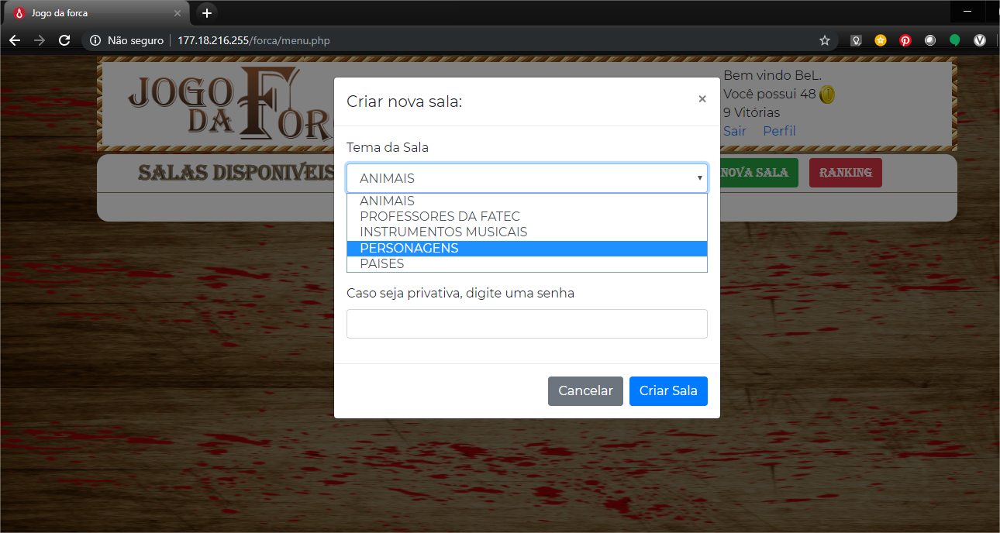 Jogo da forca
Não seguro
177.18.216.255/forca/menu.php
JOGO
DA
FOR
Bem vindo BeL.
Você possui 48
1
9 Vitórias
Sair Perfil
SALAS DISPONIVEIS
NOVA SALA
RANKING
Criar nova sala:
×
Tema da Sala
ANIMAIS
ANIMAIS
PROFESSORES DA FATEC
INSTRUMENTOS MUSICAIS
PERSONAGENS
PAISES
Caso seja privativa, digite uma senha
Cancelar
Criar Sala